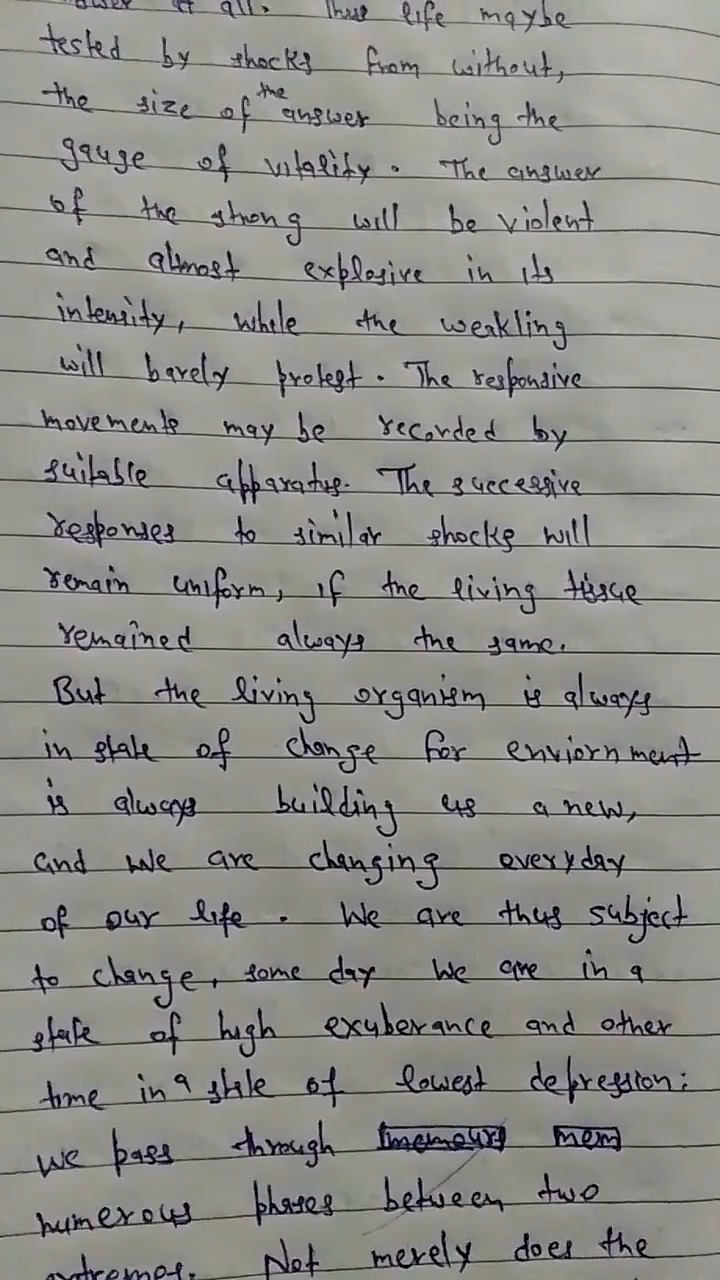 at all. Thus life maybe
tested by shocks from without,
the size of the answer being the
gauge of vitality. The answer
of the strong will be violent
and almost explosive in its
intensity, while the weakling
will barely protest. The responsive
movements may be recorded by
suitable apparatus. The successive
responses to similar shocks will
remain uniform, if the living tissue
remained always the same.
But the living organism is always
in state of change for enviornment
is always building us a new,
and we are changing everyday
of our life. We are thus subject
to change, some day we are in a
state of high exuberance and other
time in a state of lowest depression:
we pass through
numerous phases between two
extremes. Not merely does the